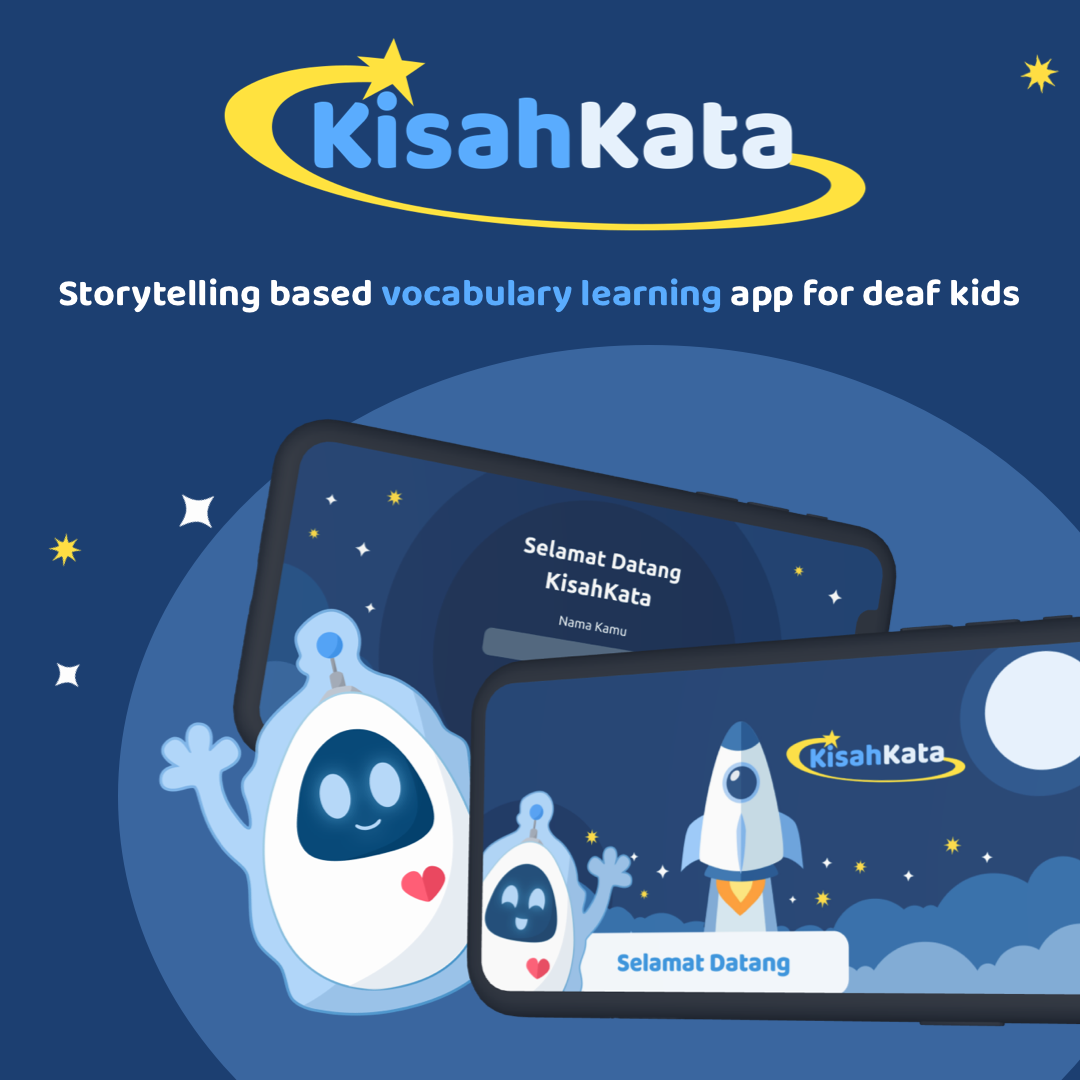 KisahKata
Storytelling based vocabulary learning app for deaf kids
Selamat Datang
KisahKata
Nama Kamu
KisahKata
Selamat Datang